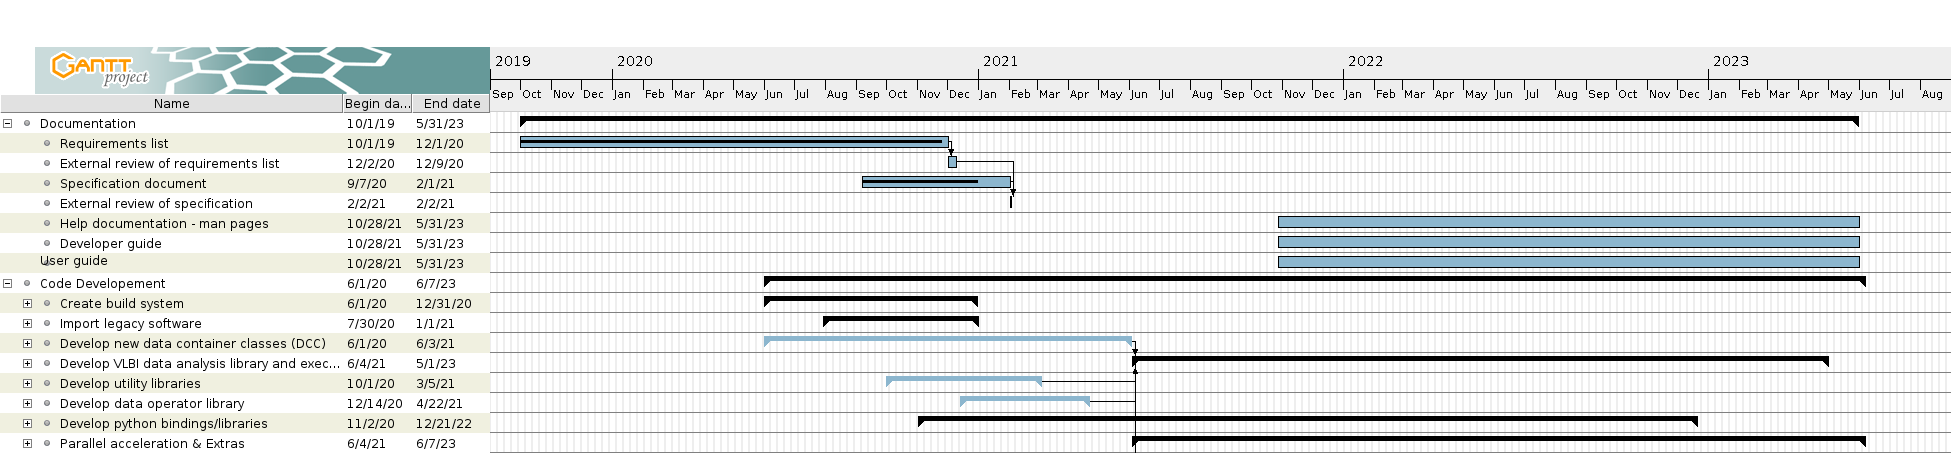 GANTT
project
2019 2020 2021 2022 2023
Name Begin da... End date
Sep Oct Nov Dec Jan Feb Mar Apr May Jun Jul Aug Sep Oct Nov Dec Jan Feb Mar Apr May Jun Jul Aug Sep Oct Nov Dec Jan Feb Mar Apr May Jun Jul Aug Sep Oct Nov Dec Jan Feb Mar Apr May Jun Jul Aug
Documentation 10/1/19 5/31/23
Requirements list 10/1/19 12/1/20
External review of requirements list 12/2/20 12/9/20
Specification document 9/7/20 2/1/21
External review of specification 2/2/21 2/2/21
Help documentation - man pages 10/28/21 5/31/23
Developer guide 10/28/21 5/31/23
User guide 10/28/21 5/31/23
Code Developement 6/1/20 6/7/23
Create build system 6/1/20 12/31/20
Import legacy software 7/30/20 1/1/21
Develop new data container classes (DCC) 6/1/20 6/3/21
Develop VLBI data analysis library and exec... 6/4/21 5/1/23
Develop utility libraries 10/1/20 3/5/21
Develop data operator library 12/14/20 4/22/21
Develop python bindings/libraries 11/2/20 12/21/22
Parallel acceleration & Extras 6/4/21 6/7/23